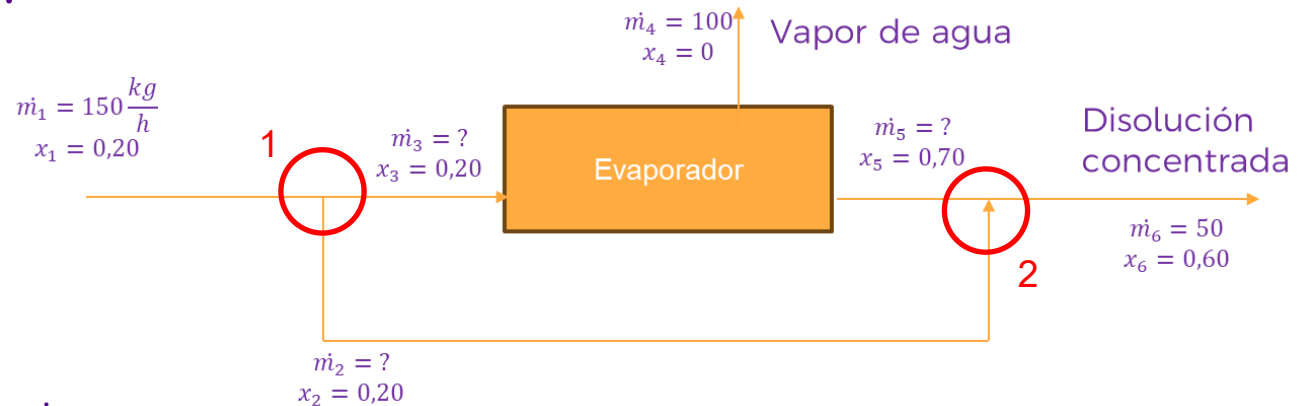 ṁ₄ = 100
x₄ = 0
Vapor de agua
ṁ₁ = 150 kg/h
x₁ = 0,20
1
ṁ₃ = ?
x₃ = 0,20
Evaporador
ṁ₅ = ?
x₅ = 0,70
Disolución
concentrada
ṁ₆ = 50
x₆ = 0,60
2
ṁ₂ = ?
x₂ = 0,20